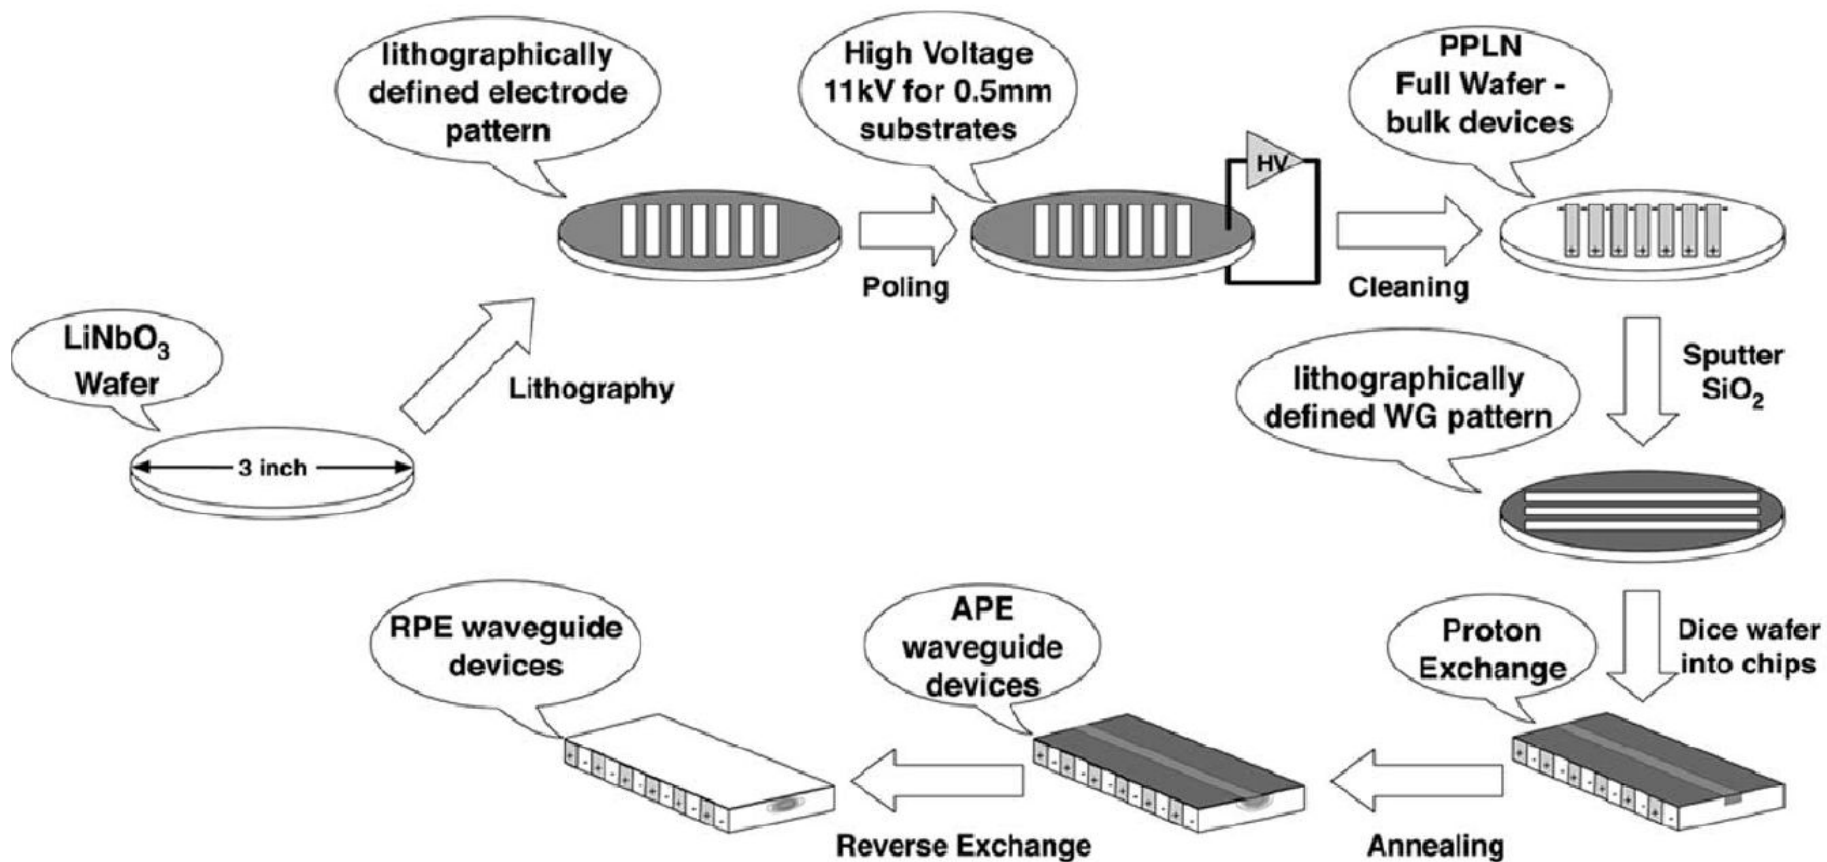 LiNbO3
Wafer
3 inch
Lithography
lithographically
defined electrode
pattern
Poling
High Voltage
11kV for 0.5mm
substrates
HV
Cleaning
PPLN
Full Wafer -
bulk devices
+ + + + + + +
Sputter
SiO2
lithographically
defined WG pattern
Dice wafer
into chips
Proton
Exchange
+ - + - + - + - + - + -
Annealing
APE
waveguide
devices
+ - + - + - + - + - + -
Reverse Exchange
RPE waveguide
devices
+ - + - + - + - + - + -